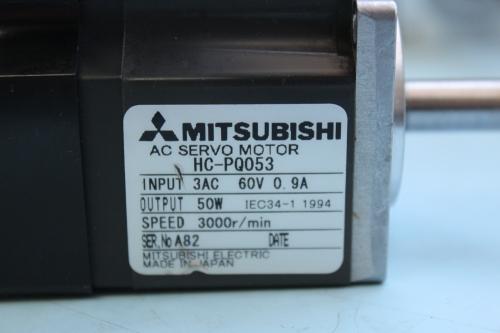 MITSUBISHI
AC SERVO MOTOR
HC-PQ053
INPUT 3AC 60V 0.9A
OUTPUT 50W IEC34-1 1994
SPEED 3000r/min
SER.No A82 DATE
MITSUBISHI ELECTRIC
MADE IN JAPAN